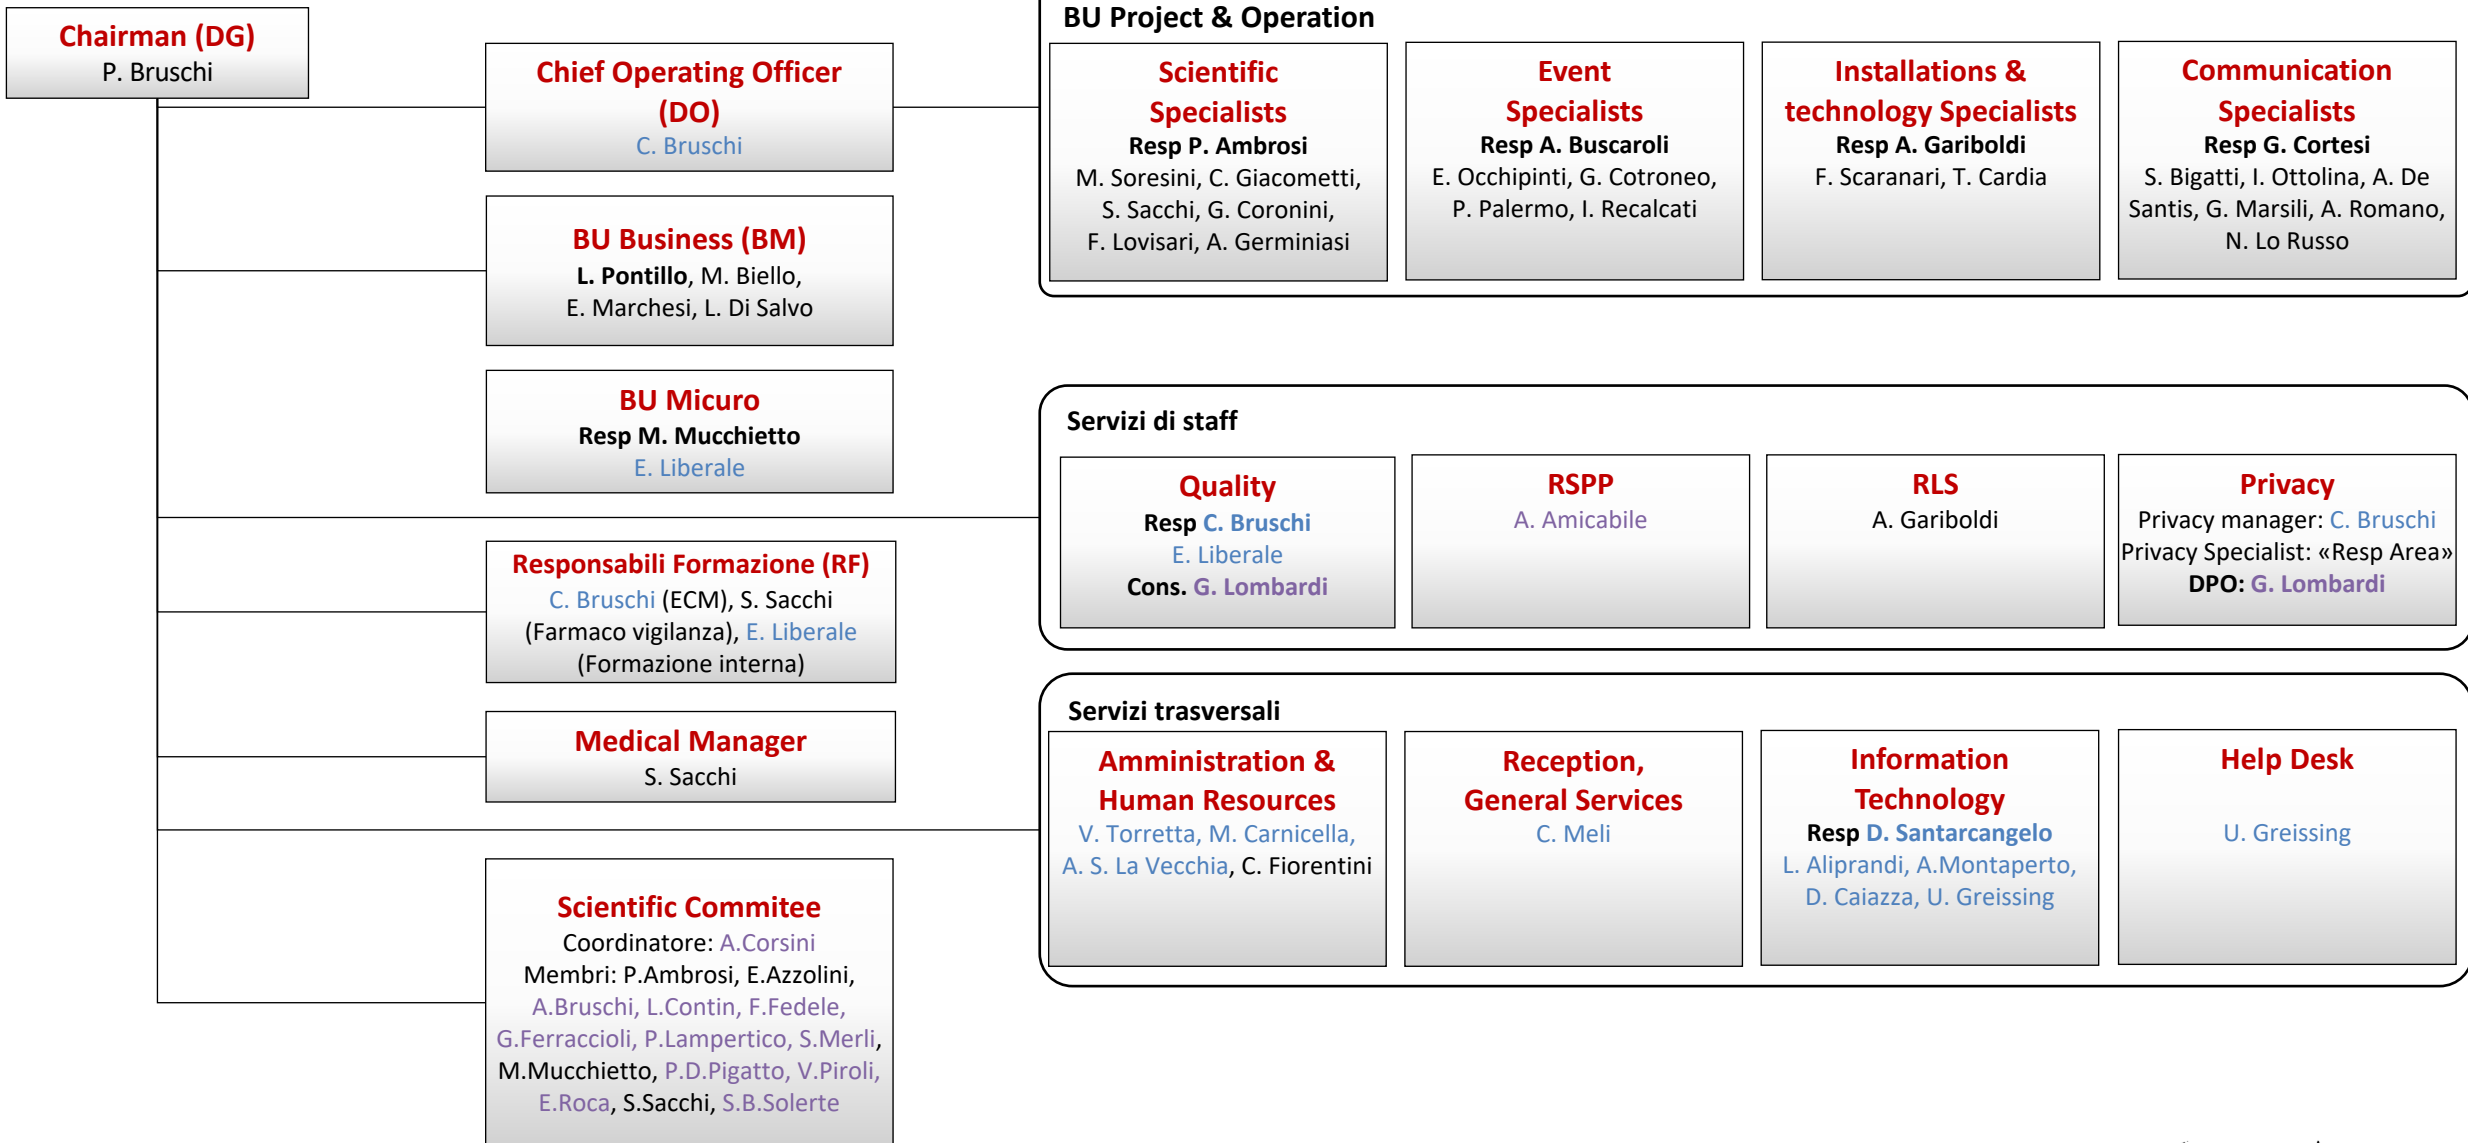 Chairman (DG)
P. Bruschi
Chief Operating Officer
(DO)
C. Bruschi
BU Business (BM)
L. Pontillo, M. Biello,
E. Marchesi, L. Di Salvo
BU Micuro
Resp M. Mucchietto
E. Liberale
Responsabili Formazione (RF)
C. Bruschi (ECM), S. Sacchi
(Farmaco vigilanza), E. Liberale
(Formazione interna)
Medical Manager
S. Sacchi
Scientific Commitee
Coordinatore: A.Corsini
Membri: P.Ambrosi, E.Azzolini,
A.Bruschi, L.Contin, F.Fedele,
G.Ferraccioli, P.Lampertico, S.Merli,
M.Mucchietto, P.D.Pigatto, V.Piroli,
E.Roca, S.Sacchi, S.B.Solerte
BU Project & Operation
Scientific
Specialists
Resp P. Ambrosi
M. Soresini, C. Giacometti,
S. Sacchi, G. Coronini,
F. Lovisari, A. Germiniasi
Event
Specialists
Resp A. Buscaroli
E. Occhipinti, G. Cotroneo,
P. Palermo, I. Recalcati
Installations &
technology Specialists
Resp A. Gariboldi
F. Scaranari, T. Cardia
Communication
Specialists
Resp G. Cortesi
S. Bigatti, I. Ottolina, A. De
Santis, G. Marsili, A. Romano,
N. Lo Russo
Servizi di staff
Quality
Resp C. Bruschi
E. Liberale
Cons. G. Lombardi
RSPP
A. Amicabile
RLS
A. Gariboldi
Privacy
Privacy manager: C. Bruschi
Privacy Specialist: «Resp Area»
DPO: G. Lombardi
Servizi trasversali
Amministration &
Human Resources
V. Torretta, M. Carnicella,
A. S. La Vecchia, C. Fiorentini
Reception,
General Services
C. Meli
Information
Technology
Resp D. Santarcangelo
L. Aliprandi, A.Montaperto,
D. Caiazza, U. Greissing
Help Desk
U. Greissing